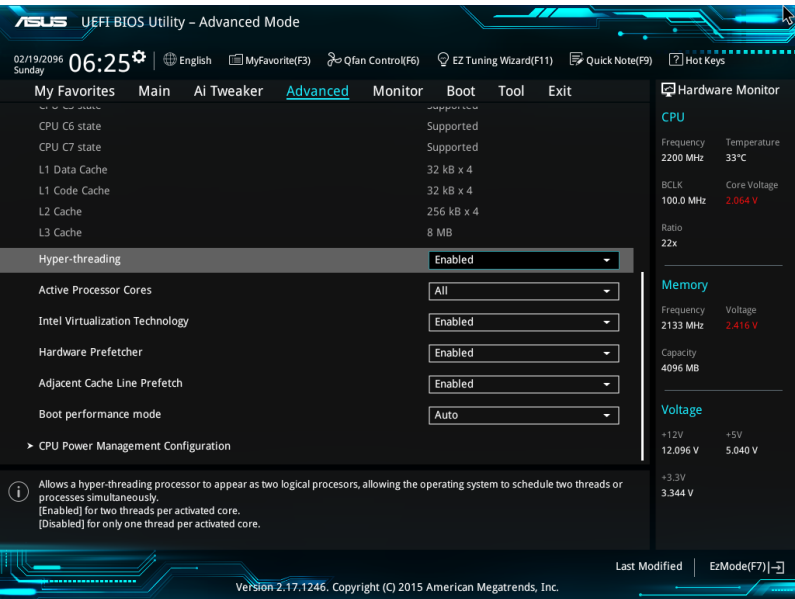 ASUS UEFI BIOS Utility – Advanced Mode
02/19/2096
Sunday
06:25
English
MyFavorite(F3)
Qfan Control(F6)
EZ Tuning Wizard(F11)
Quick Note(F9)
? Hot Keys
My Favorites Main Ai Tweaker Advanced Monitor Boot Tool Exit
CPU C6 state Supported
CPU C7 state Supported
L1 Data Cache 32 kB x 4
L1 Code Cache 32 kB x 4
L2 Cache 256 kB x 4
L3 Cache 8 MB
Hyper-threading Enabled
Active Processor Cores All
Intel Virtualization Technology Enabled
Hardware Prefetcher Enabled
Adjacent Cache Line Prefetch Enabled
Boot performance mode Auto
> CPU Power Management Configuration
i
Allows a hyper-threading processor to appear as two logical procesors, allowing the operating system to schedule two threads or
processes simultaneously.
[Enabled] for two threads per activated core.
[Disabled] for only one thread per activated core.
Hardware Monitor
CPU
Frequency Temperature
2200 MHz 33°C
BCLK Core Voltage
100.0 MHz 2.064 V
Ratio
22x
Memory
Frequency Voltage
2133 MHz 2.416 V
Capacity
4096 MB
Voltage
+12V +5V
12.096 V 5.040 V
+3.3V
3.344 V
Last Modified
EzMode(F7)
Version 2.17.1246. Copyright (C) 2015 American Megatrends, Inc.